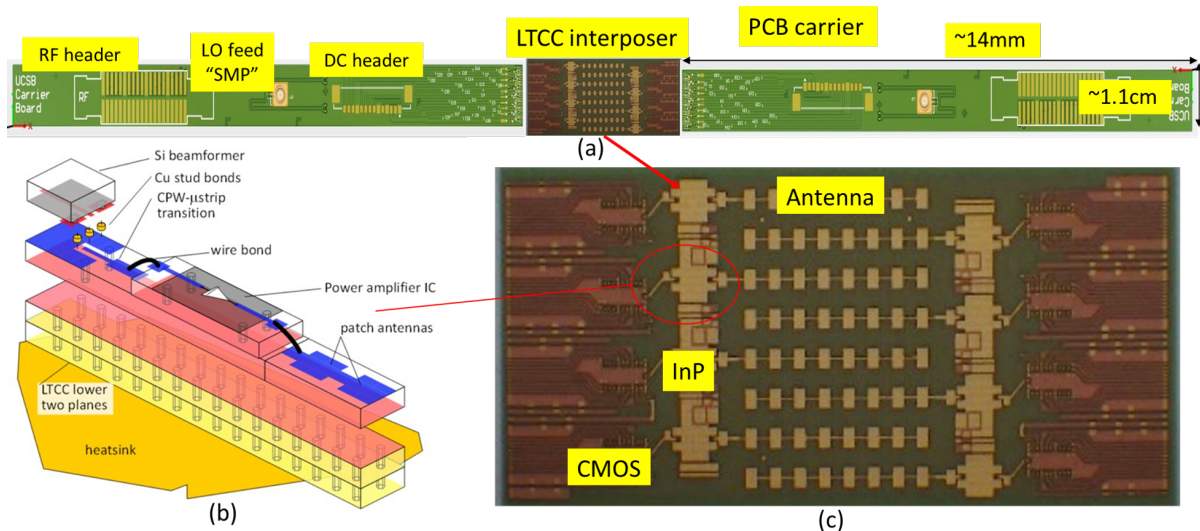 RF header
LO feed
"SMP"
DC header
LTCC interposer
PCB carrier
~14mm
UCSB
Carrier
Board
RF
x
x
~1.1cm
(a)
Si beamformer
Cu stud bonds
CPW-μstrip
transition
wire bond
Power amplifier IC
patch antennas
LTCC lower
two planes
heatsink
(b)
Antenna
InP
CMOS
(c)